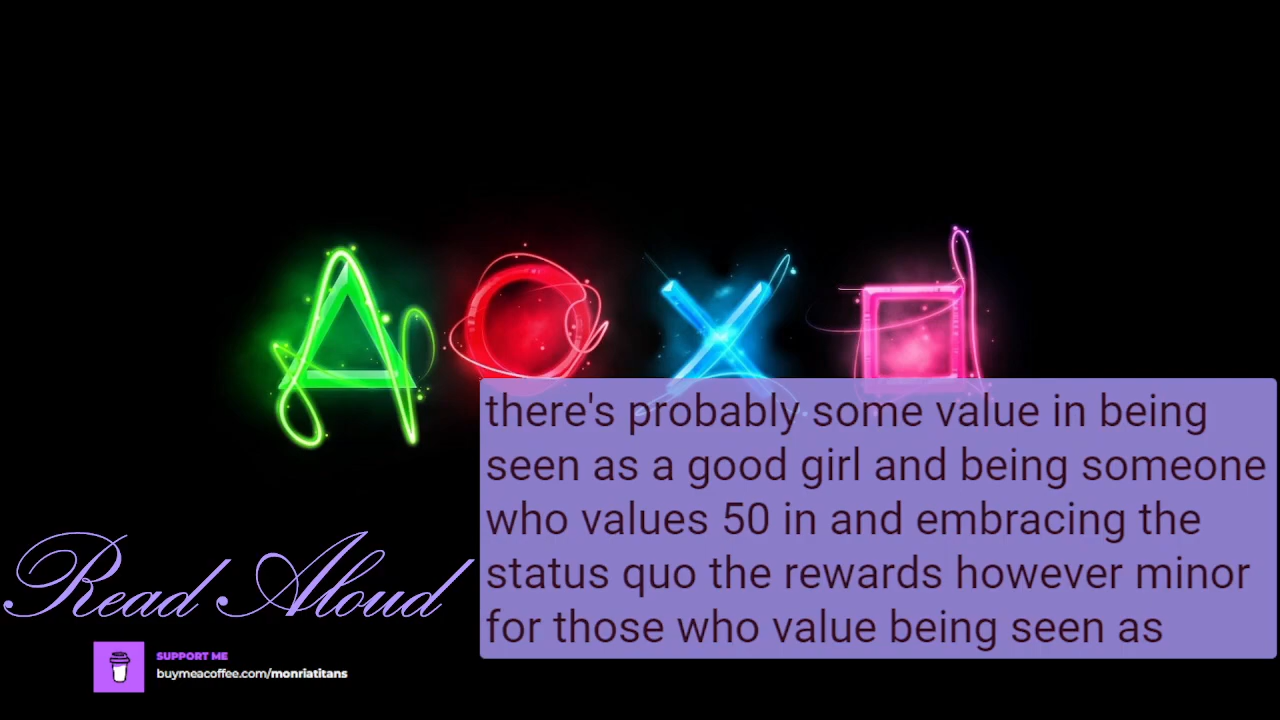 there's probably some value in being
seen as a good girl and being someone
who values 50 in and embracing the
status quo the rewards however minor
for those who value being seen as
Read Aloud
SUPPORT ME
buymeacoffee.com/monriatitans